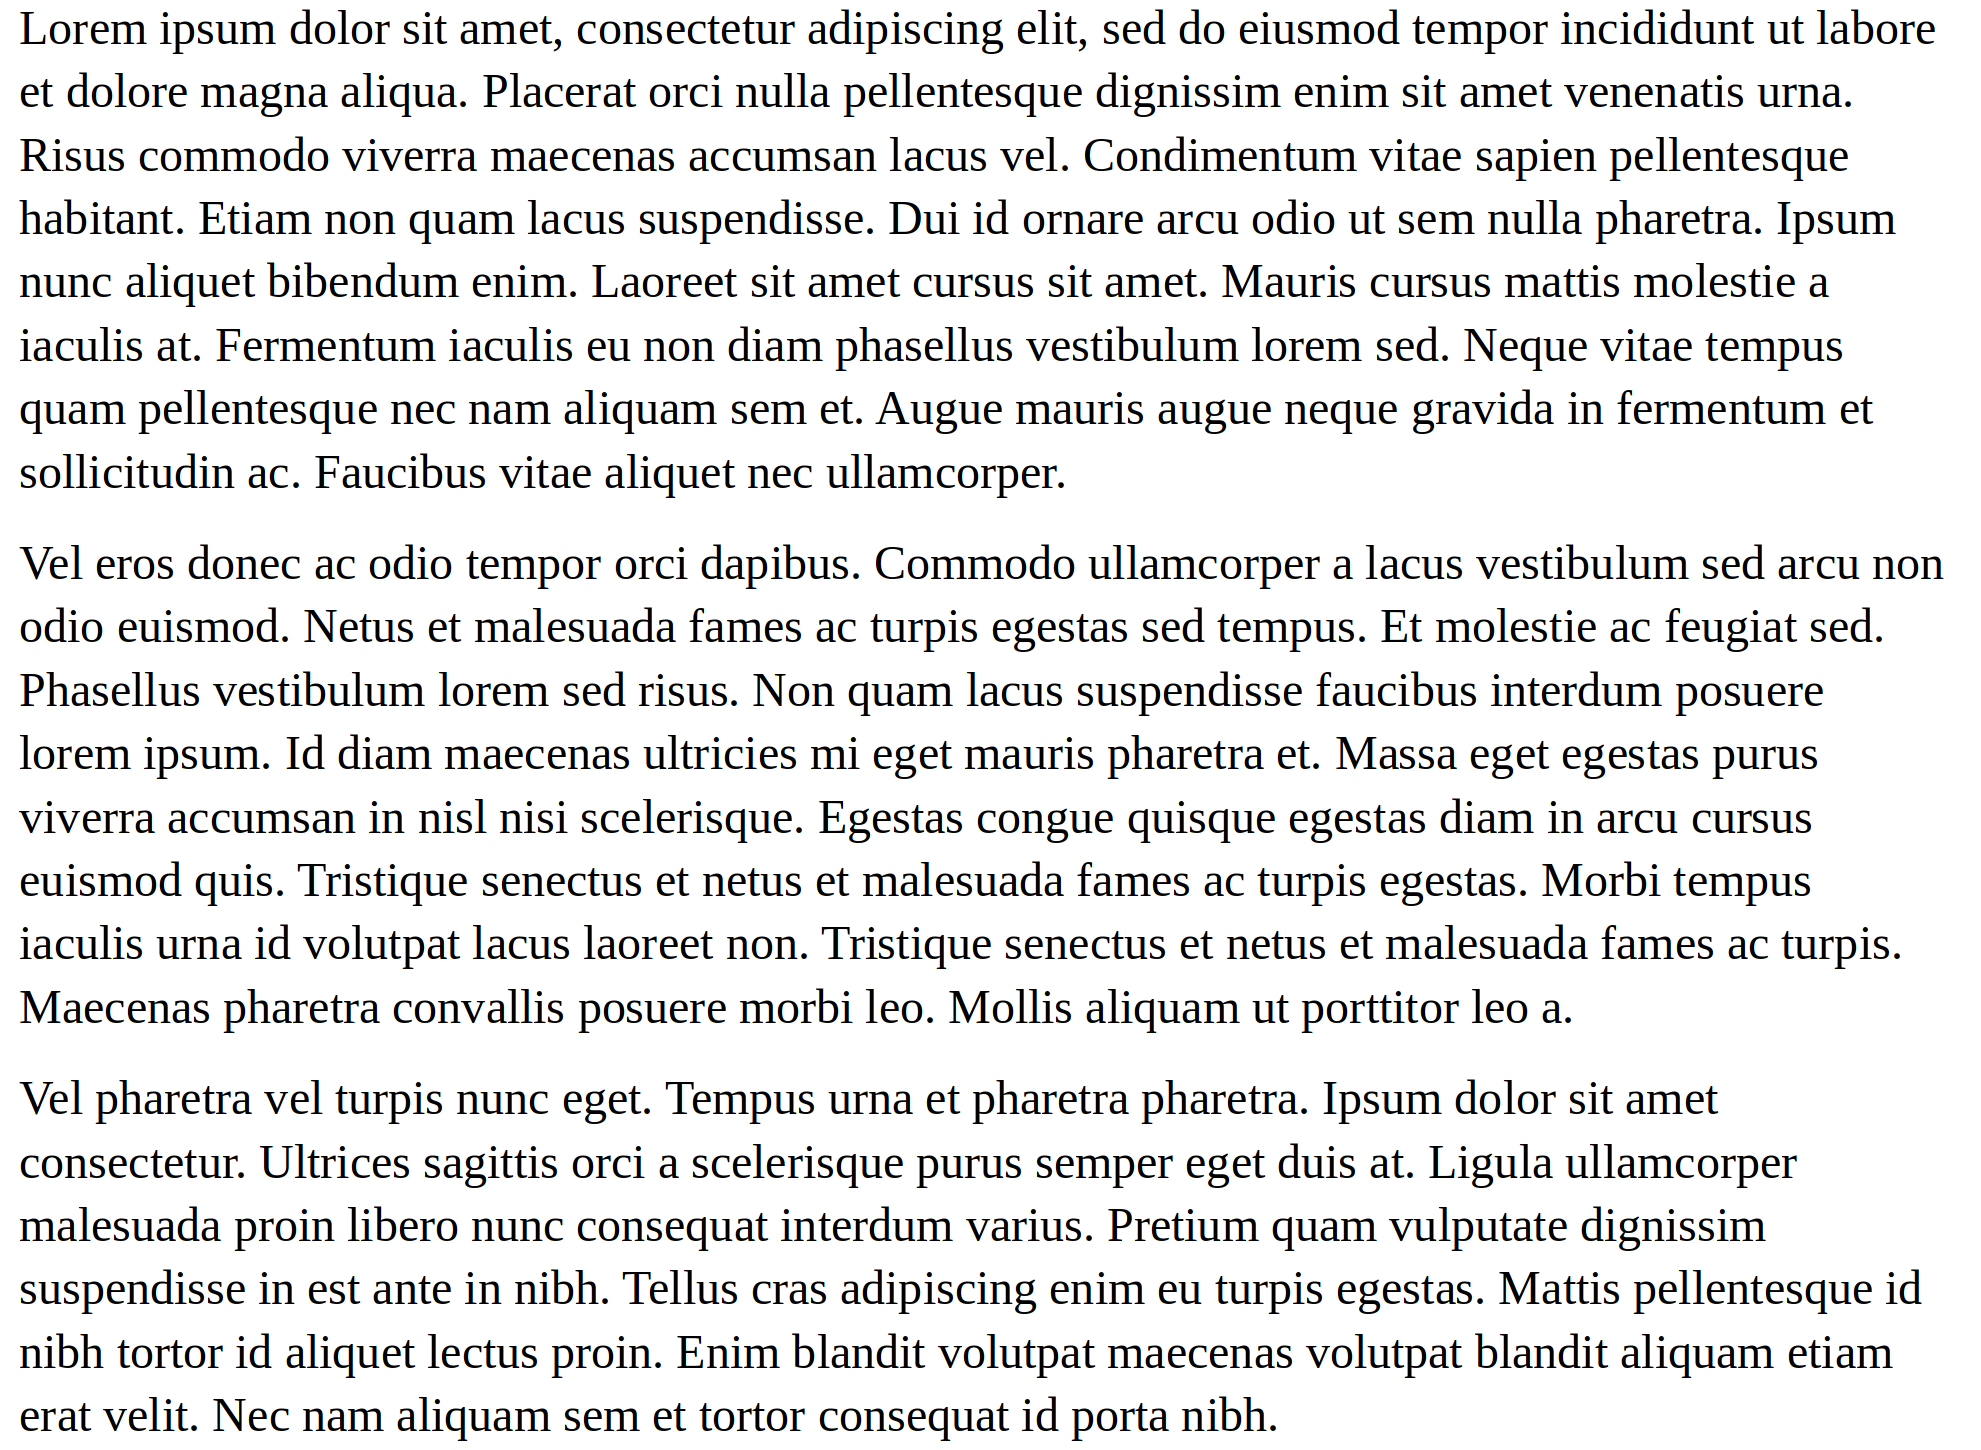 Lorem ipsum dolor sit amet, consectetur adipiscing elit, sed do eiusmod tempor incididunt ut labore
et dolore magna aliqua. Placerat orci nulla pellentesque dignissim enim sit amet venenatis urna.
Risus commodo viverra maecenas accumsan lacus vel. Condimentum vitae sapien pellentesque
habitant. Etiam non quam lacus suspendisse. Dui id ornare arcu odio ut sem nulla pharetra. Ipsum
nunc aliquet bibendum enim. Laoreet sit amet cursus sit amet. Mauris cursus mattis molestie a
iaculis at. Fermentum iaculis eu non diam phasellus vestibulum lorem sed. Neque vitae tempus
quam pellentesque nec nam aliquam sem et. Augue mauris augue neque gravida in fermentum et
sollicitudin ac. Faucibus vitae aliquet nec ullamcorper.
Vel eros donec ac odio tempor orci dapibus. Commodo ullamcorper a lacus vestibulum sed arcu non
odio euismod. Netus et malesuada fames ac turpis egestas sed tempus. Et molestie ac feugiat sed.
Phasellus vestibulum lorem sed risus. Non quam lacus suspendisse faucibus interdum posuere
lorem ipsum. Id diam maecenas ultricies mi eget mauris pharetra et. Massa eget egestas purus
viverra accumsan in nisl nisi scelerisque. Egestas congue quisque egestas diam in arcu cursus
euismod quis. Tristique senectus et netus et malesuada fames ac turpis egestas. Morbi tempus
iaculis urna id volutpat lacus laoreet non. Tristique senectus et netus et malesuada fames ac turpis.
Maecenas pharetra convallis posuere morbi leo. Mollis aliquam ut porttitor leo a.
Vel pharetra vel turpis nunc eget. Tempus urna et pharetra pharetra. Ipsum dolor sit amet
consectetur. Ultrices sagittis orci a scelerisque purus semper eget duis at. Ligula ullamcorper
malesuada proin libero nunc consequat interdum varius. Pretium quam vulputate dignissim
suspendisse in est ante in nibh. Tellus cras adipiscing enim eu turpis egestas. Mattis pellentesque id
nibh tortor id aliquet lectus proin. Enim blandit volutpat maecenas volutpat blandit aliquam etiam
erat velit. Nec nam aliquam sem et tortor consequat id porta nibh.